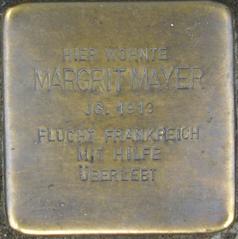 HIER WOHNTE
MARGRIT MAYER
JG. 1913
FLUCHT FRANKREICH
MIT HILFE
ÜBERLEBT